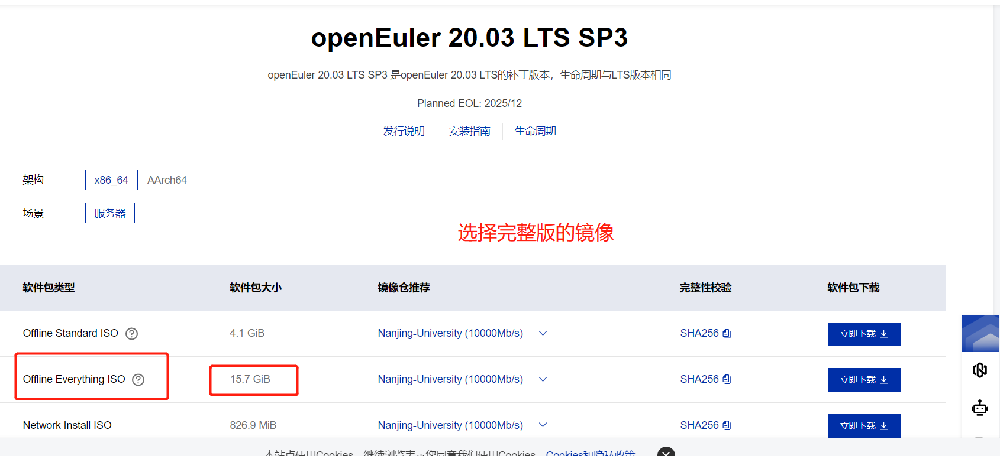 openEuler 20.03 LTS SP3
openEuler 20.03 LTS SP3 是openEuler 20.03 LTS的补丁版本，生命周期与LTS版本相同
Planned EOL: 2025/12
发行说明 安装指南 生命周期
架构 x86_64 AArch64
场景 服务器
选择完整版的镜像
软件包类型 软件包大小 镜像仓推荐 完整性校验 软件包下载
Offline Standard ISO 4.1 GiB Nanjing-University (10000Mb/s) SHA256 立即下载
Offline Everything ISO 15.7 GiB Nanjing-University (10000Mb/s) SHA256 立即下载
Network Install ISO 826.9 MiB Nanjing-University (10000Mb/s) SHA256 立即下载
本站点使用Cookies，继续浏览表示您同意我们使用Cookies。 Cookies和隐私政策